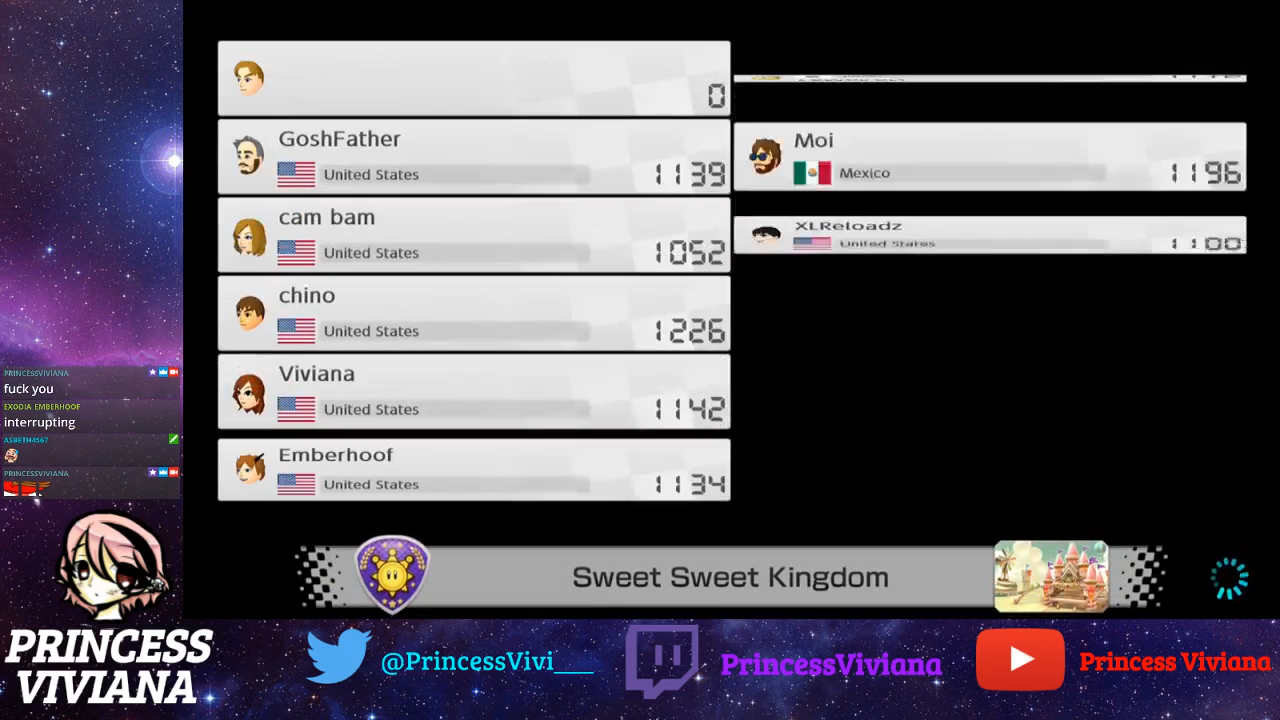 0
GoshFather
United States 1139
cam bam
United States 1052
chino
United States 1226
Viviana
United States 1142
Emberhoof
United States 1134
Moi
Mexico 1196
XLReloadz
United States 1100
Sweet Sweet Kingdom
PRINCESSVIVIANA
fuck you
EXODIA EMBERHOOF
interrupting
ASBETH4567
PRINCESSVIVIANA
PRINCESS
VIVIANA
@PrincessVivi___
PrincessViviana
Princess Viviana